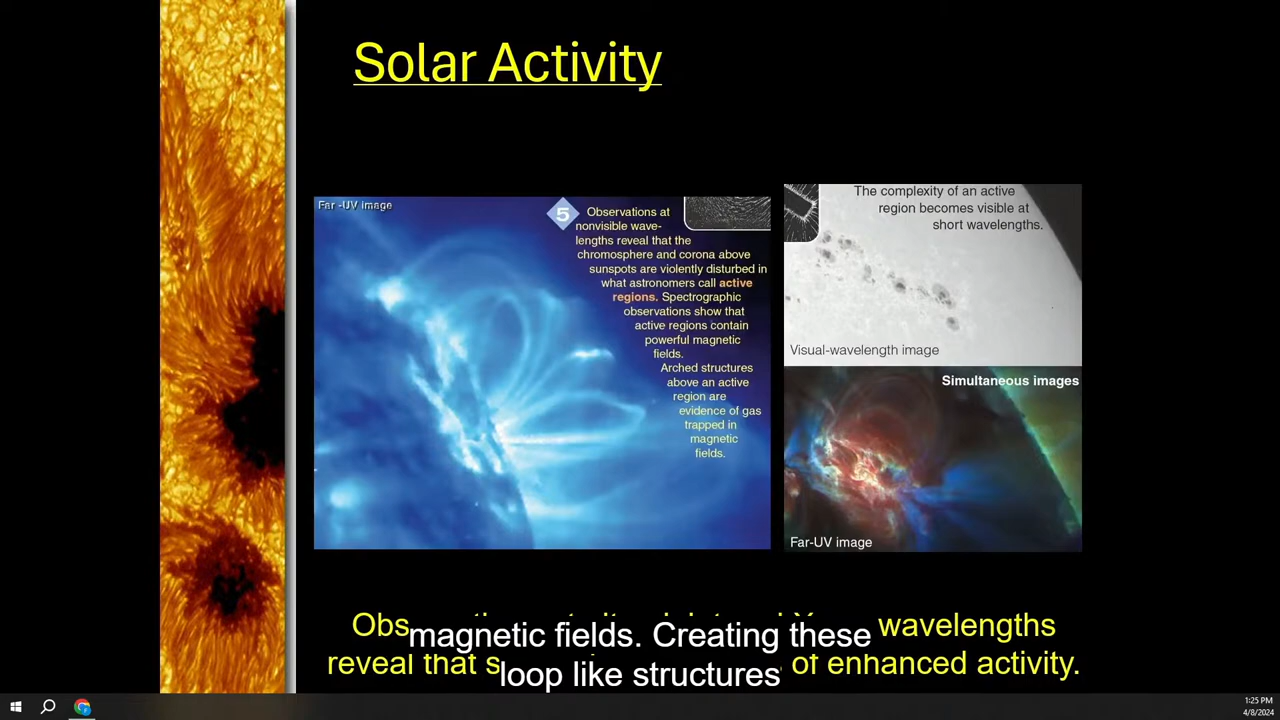 Solar Activity
Far -UV image
5
Observations at
nonvisible wave-
lengths reveal that the
chromosphere and corona above
sunspots are violently disturbed in
what astronomers call active
regions. Spectrographic
observations show that
active regions contain
powerful magnetic
fields.
Arched structures
above an active
region are
evidence of gas
trapped in
magnetic
fields.
The complexity of an active
region becomes visible at
short wavelengths.
Visual-wavelength image
Simultaneous images
Far-UV image
wavelengths
reveal that of enhanced activity.
magnetic fields. Creating these
loop like structures
1:25 PM
4/8/2024